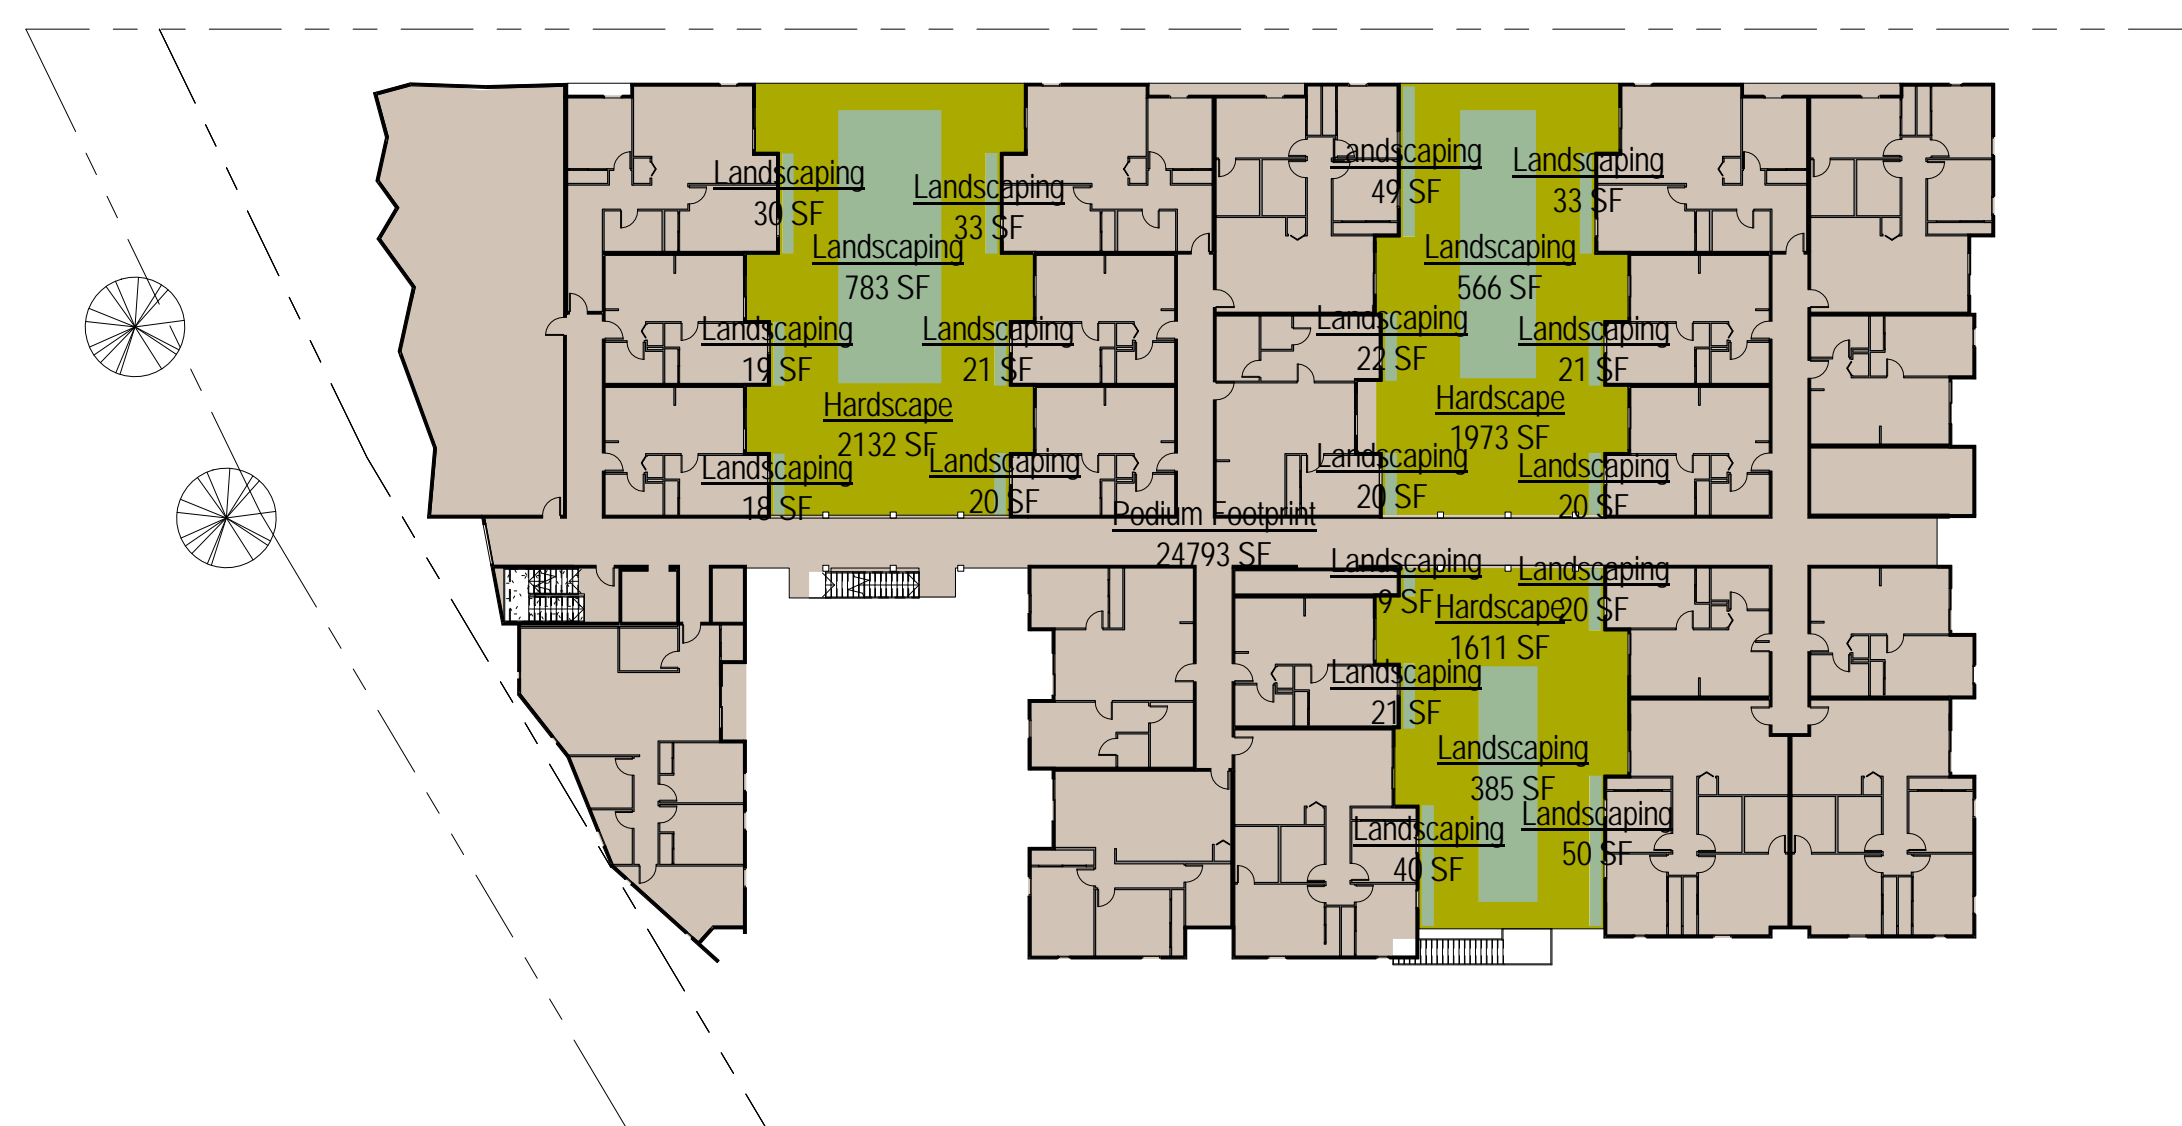 Landscaping
30 SF
Landscaping
33 SF
Landscaping
783 SF
Landscaping
19 SF
Landscaping
21 SF
Hardscape
2132 SF
Landscaping
18 SF
Landscaping
20 SF
Landscaping
49 SF
Landscaping
33 SF
Landscaping
566 SF
Landscaping
22 SF
Landscaping
21 SF
Hardscape
1973 SF
Landscaping
20 SF
Landscaping
20 SF
Podium Footprint
24793 SF
Landscaping
9 SF
Landscaping
20 SF
Hardscape
1611 SF
Landscaping
21 SF
Landscaping
385 SF
Landscaping
40 SF
Landscaping
50 SF